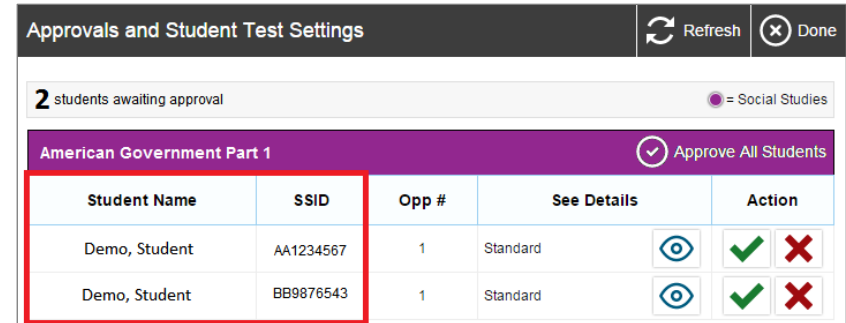 Approvals and Student Test Settings Refresh Done
2 students awaiting approval = Social Studies
American Government Part 1 Approve All Students
Student Name SSID Opp # See Details Action
Demo, Student AA1234567 1 Standard
Demo, Student BB9876543 1 Standard